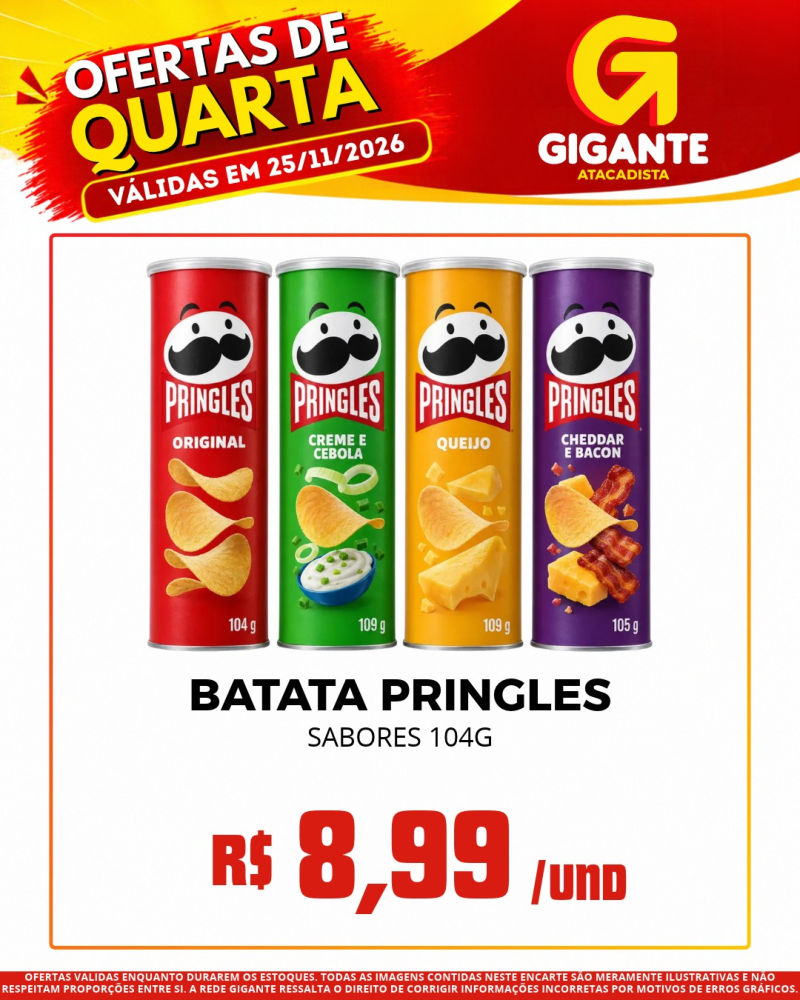 OFERTAS DE
QUARTA
VÁLIDAS EM 25/11/2026
G
GIGANTE
ATACADISTA
PRINGLES
ORIGINAL
104 g
PRINGLES
CREME E
CEBOLA
109 g
PRINGLES
QUEIJO
109 g
PRINGLES
CHEDDAR
E BACON
105 g
BATATA PRINGLES
SABORES 104G
R$ 8,99 /UND
OFERTAS VALIDAS ENQUANTO DURAREM OS ESTOQUES. TODAS AS IMAGENS CONTIDAS NESTE ENCARTE SÃO MERAMENTE ILUSTRATIVAS E NÃO
RESPEITAM PROPORÇÕES ENTRE SI. A REDE GIGANTE RESSALTA O DIREITO DE CORRIGIR INFORMAÇÕES INCORRETAS POR MOTIVOS DE ERROS GRÁFICOS.